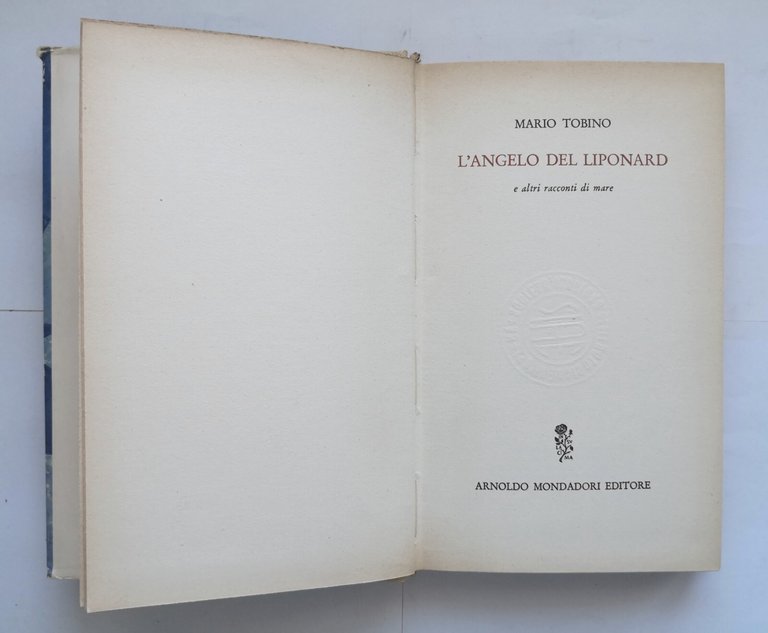 MARIO TOBINO
L'ANGELO DEL LIPONARD
e altri racconti di mare
ARNOLDO MONDADORI EDITORE